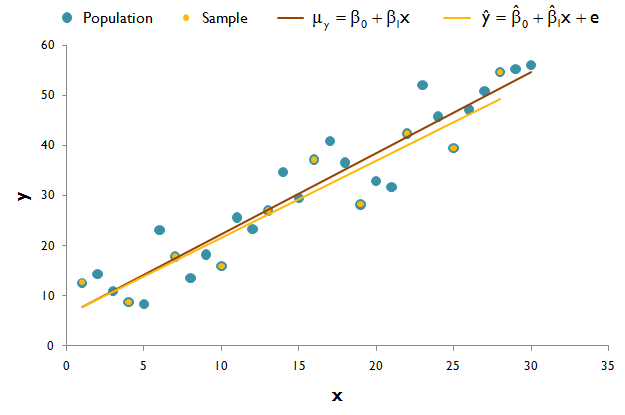 Population Sample μy = β0 + β1x ŷ = β̂0 + β̂1x + e
60
50
40
30
20
10
0
y
0 5 10 15 20 25 30 35
x